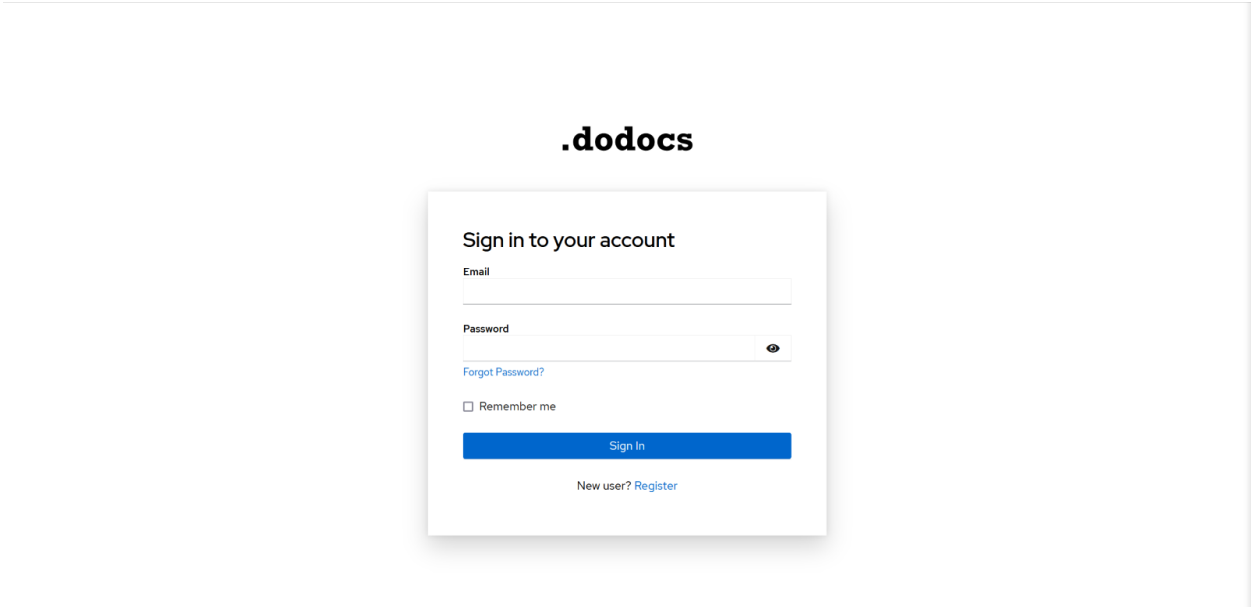 .dodocs
Sign in to your account
Email
Password
Forgot Password?
Remember me
Sign In
New user? Register